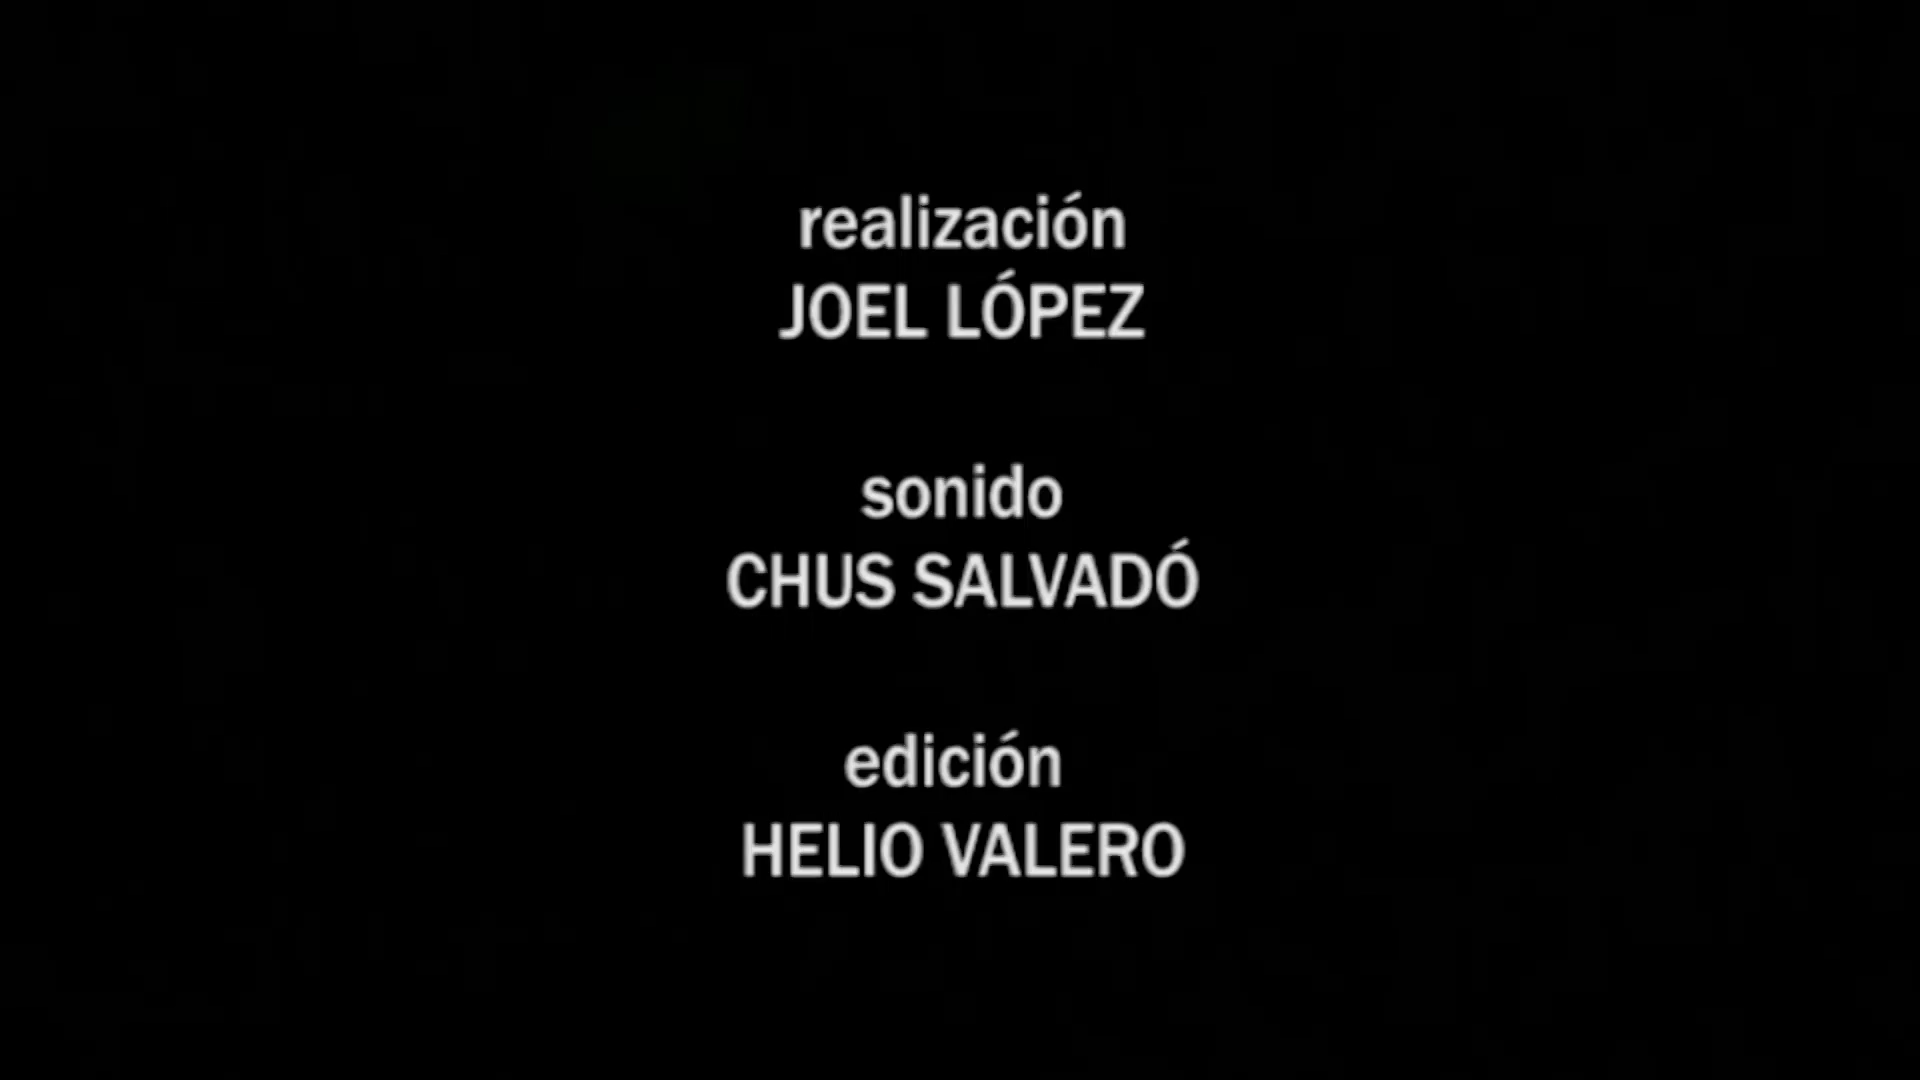 realización
JOEL LÓPEZ
sonido
CHUS SALVADÓ
edición
HELIO VALERO